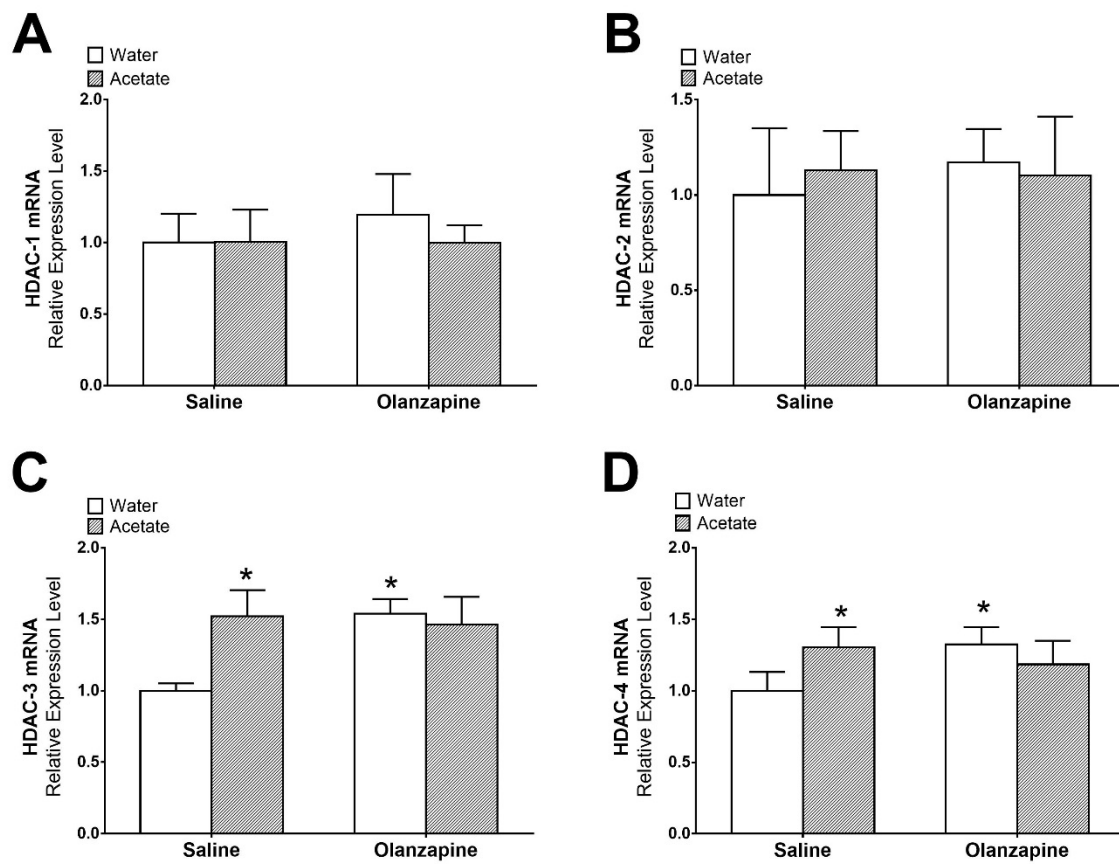 A
Water
Acetate
HDAC-1 mRNA
Relative Expression Level
2.0
1.5
1.0
0.5
0.0
Saline
Olanzapine
B
Water
Acetate
HDAC-2 mRNA
Relative Expression Level
1.5
1.0
0.5
0.0
Saline
Olanzapine
C
Water
Acetate
HDAC-3 mRNA
Relative Expression Level
2.0
1.5
1.0
0.5
0.0
*
*
Saline
Olanzapine
D
Water
Acetate
HDAC-4 mRNA
Relative Expression Level
2.0
1.5
1.0
0.5
0.0
*
*
Saline
Olanzapine